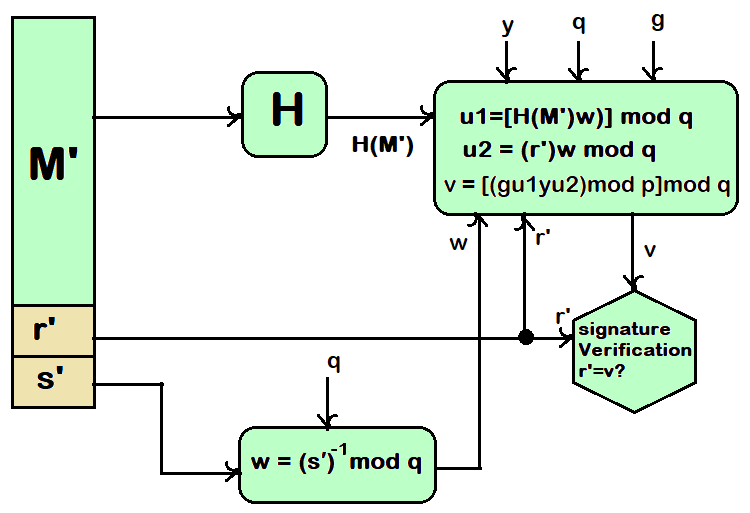 y
q
g
M'
H
H(M')
u1=[H(M')w)] mod q
u2 = (r')w mod q
v = [(gu1yu2)mod p]mod q
w
r'
v
r'
r'
signature
Verification
r'=v?
s'
q
w = (s')-1mod q